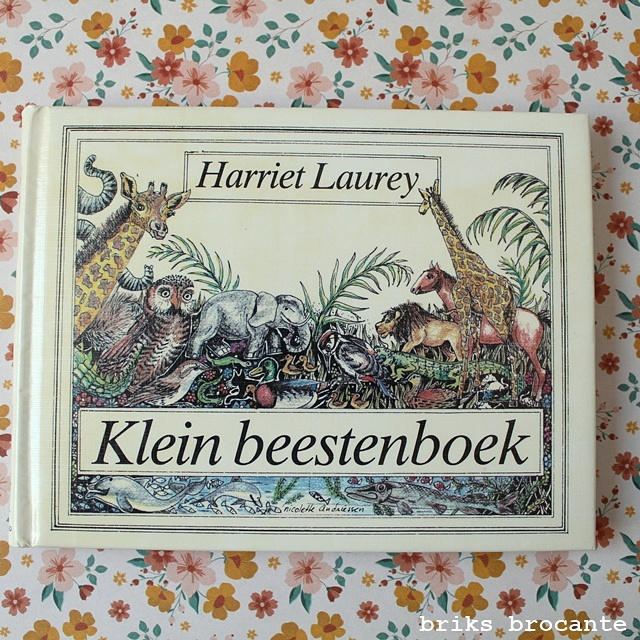 Harriet Laurey
Klein beestenboek
nicolette andriessen
briks brocante